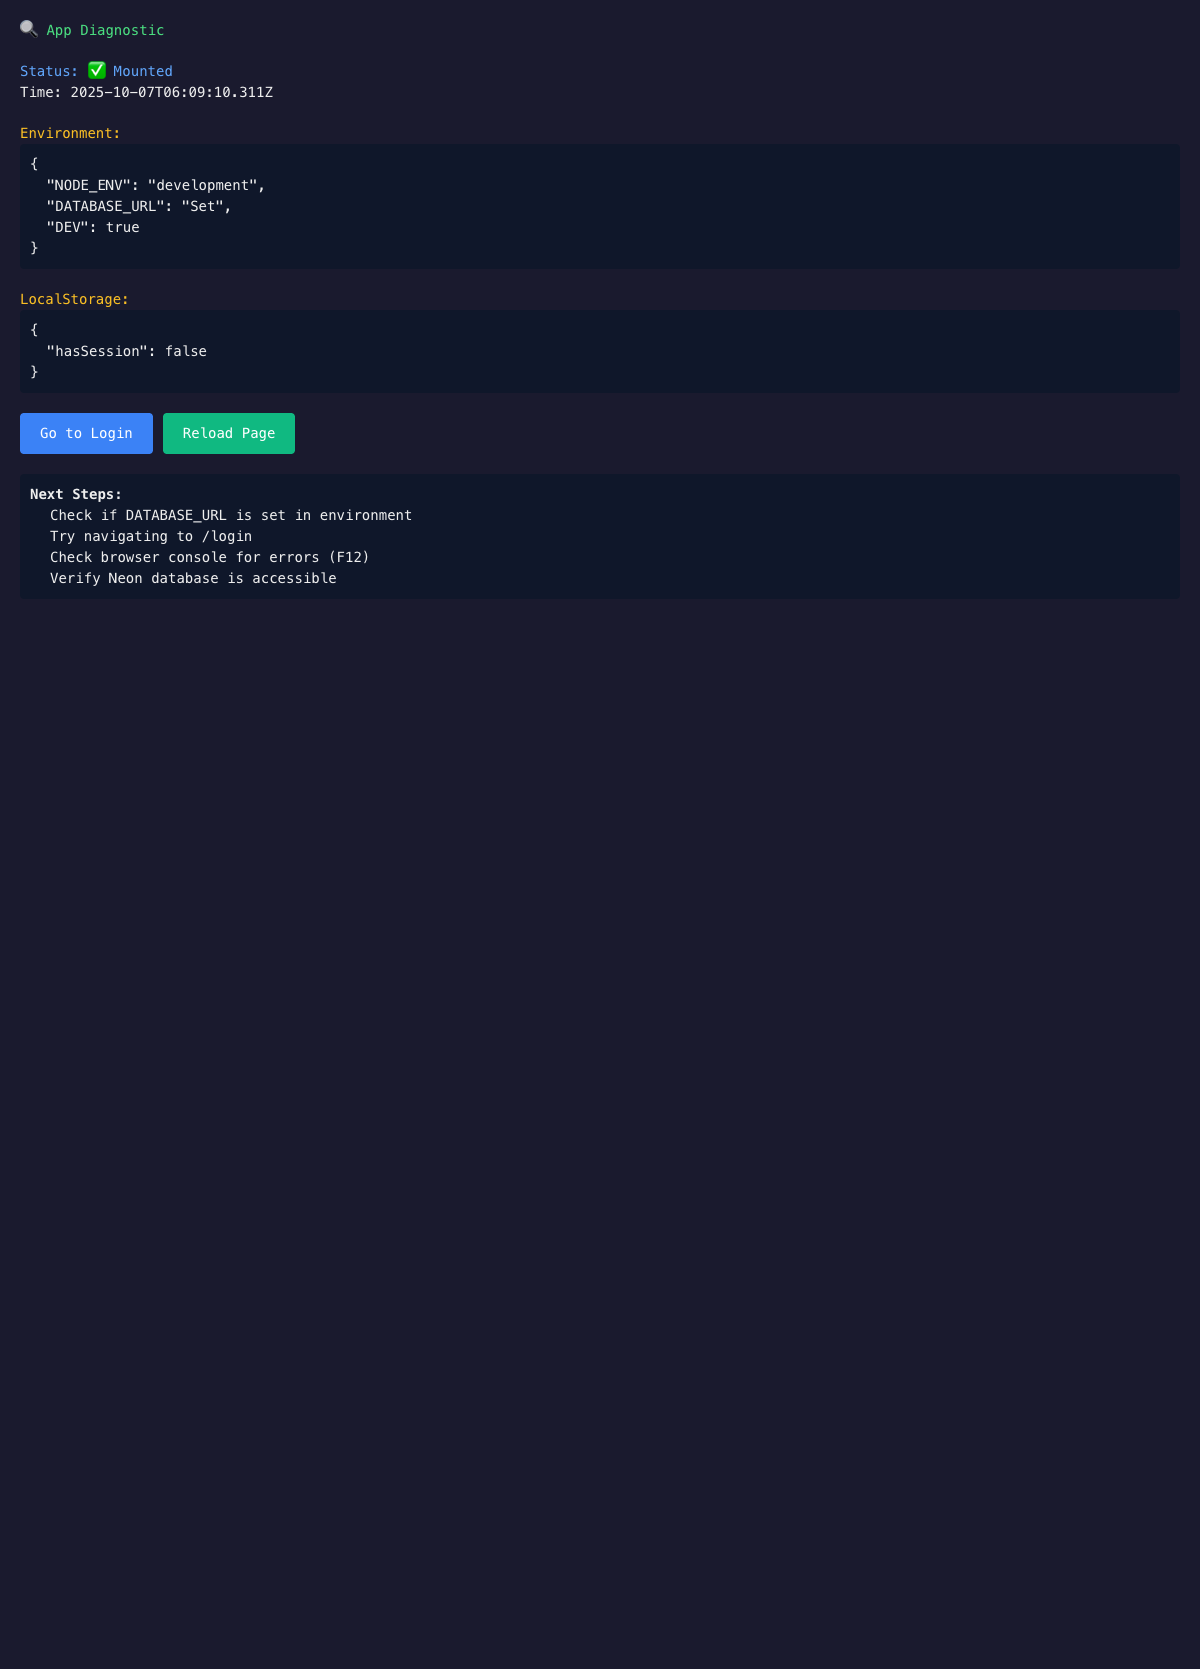 🔍 App Diagnostic
Status: ✅ Mounted
Time: 2025-10-07T06:09:10.311Z
Environment:
{
  "NODE_ENV": "development",
  "DATABASE_URL": "Set",
  "DEV": true
}
LocalStorage:
{
  "hasSession": false
}
Go to Login
Reload Page
Next Steps:
Check if DATABASE_URL is set in environment
Try navigating to /login
Check browser console for errors (F12)
Verify Neon database is accessible